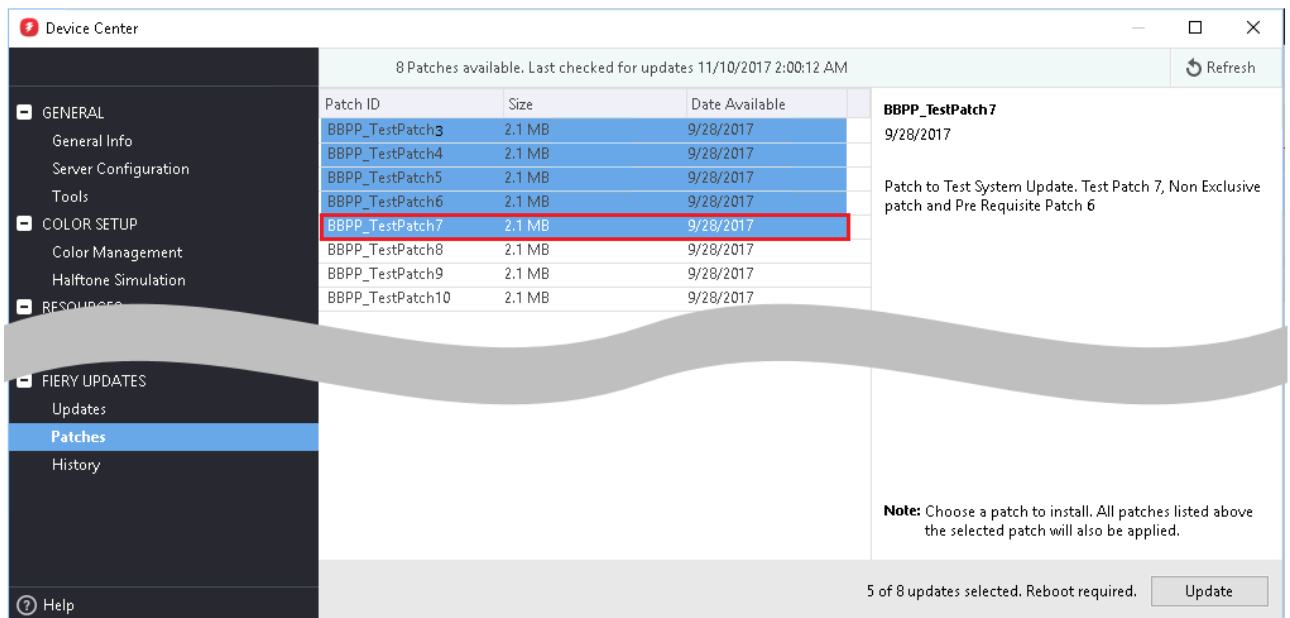 Device Center
8 Patches available. Last checked for updates 11/10/2017 2:00:12 AM
Refresh
GENERAL
General Info
Server Configuration
Tools
COLOR SETUP
Color Management
Halftone Simulation
RESOURCES
FIERY UPDATES
Updates
Patches
History
? Help
Patch ID Size Date Available
BBPP_TestPatch3 2.1 MB 9/28/2017
BBPP_TestPatch4 2.1 MB 9/28/2017
BBPP_TestPatch5 2.1 MB 9/28/2017
BBPP_TestPatch6 2.1 MB 9/28/2017
BBPP_TestPatch7 2.1 MB 9/28/2017
BBPP_TestPatch8 2.1 MB 9/28/2017
BBPP_TestPatch9 2.1 MB 9/28/2017
BBPP_TestPatch10 2.1 MB 9/28/2017
BBPP_TestPatch7
9/28/2017
Patch to Test System Update. Test Patch 7, Non Exclusive
patch and Pre Requisite Patch 6
Note: Choose a patch to install. All patches listed above
the selected patch will also be applied.
5 of 8 updates selected. Reboot required.
Update